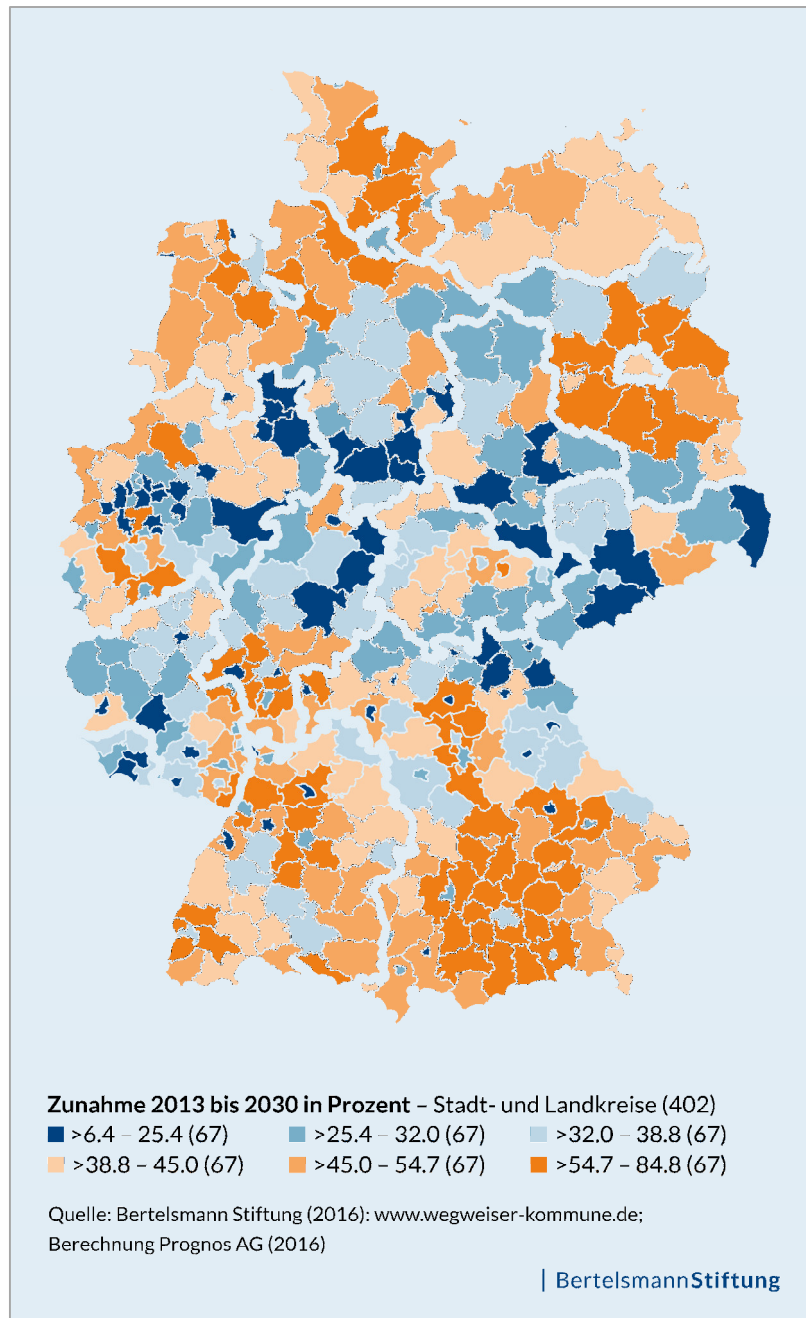 Zunahme 2013 bis 2030 in Prozent – Stadt- und Landkreise (402)
>6.4 – 25.4 (67) >25.4 – 32.0 (67) >32.0 – 38.8 (67)
>38.8 – 45.0 (67) >45.0 – 54.7 (67) >54.7 – 84.8 (67)
Quelle: Bertelsmann Stiftung (2016): www.wegweiser-kommune.de;
Berechnung Prognos AG (2016)
| BertelsmannStiftung